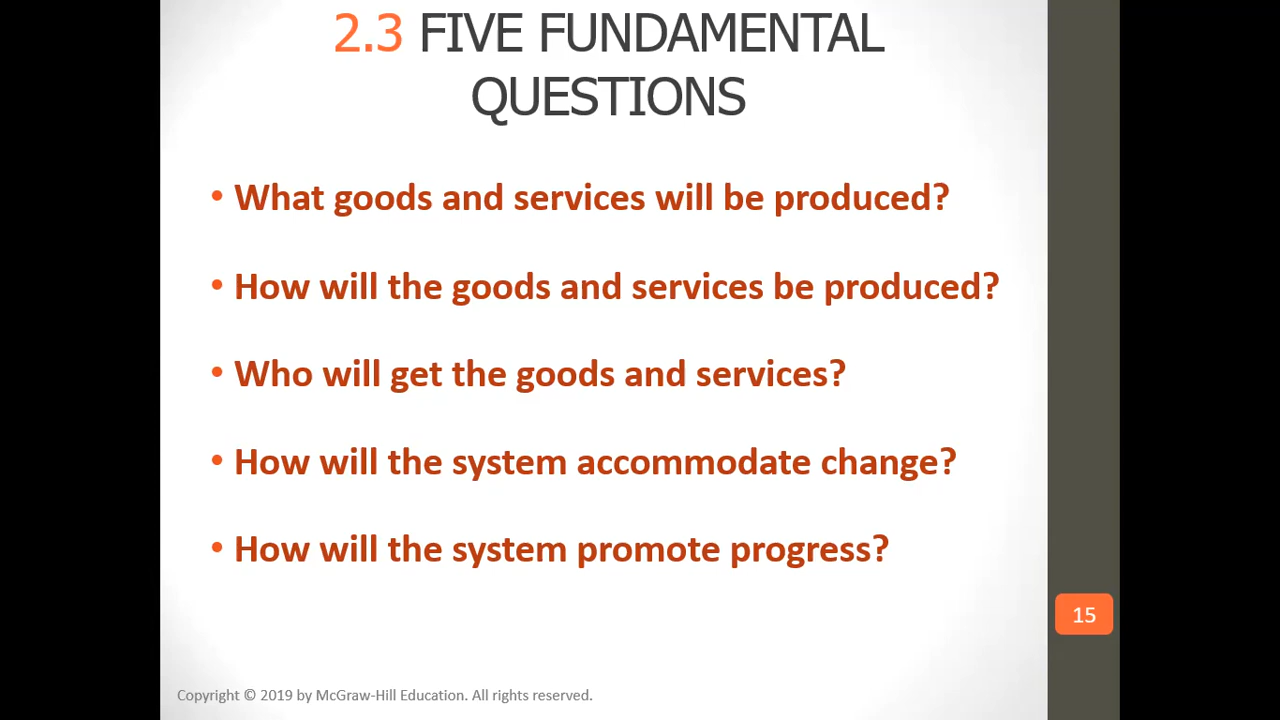 2.3 FIVE FUNDAMENTAL
QUESTIONS
• What goods and services will be produced?
• How will the goods and services be produced?
• Who will get the goods and services?
• How will the system accommodate change?
• How will the system promote progress?
15
Copyright © 2019 by McGraw-Hill Education. All rights reserved.